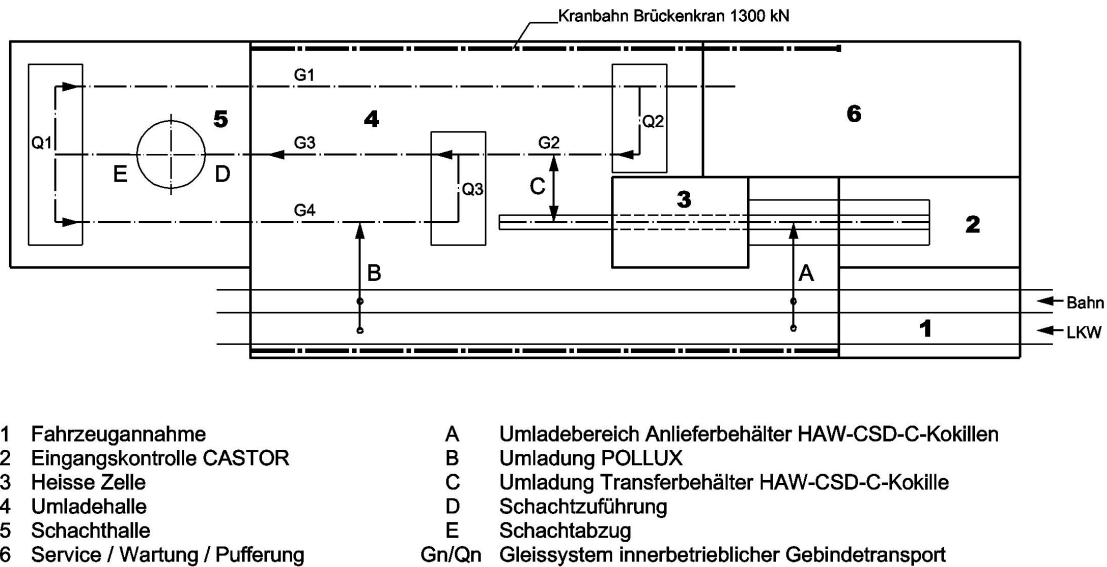 Kranbahn Brückenkran 1300 kN
G1
5
4
6
Q1
Q2
G3
G2
E
D
C
Q3
3
G4
2
B
A
Bahn
1
LKW
1 Fahrzeugannahme
2 Eingangskontrolle CASTOR
3 Heisse Zelle
4 Umladehalle
5 Schachthalle
6 Service / Wartung / Pufferung
A Umladebereich Anlieferbehälter HAW-CSD-C-Kokillen
B Umladung POLLUX
C Umladung Transferbehälter HAW-CSD-C-Kokille
D Schachtzuführung
E Schachtabzug
Gn/Qn Gleissystem innerbetrieblicher Gebindetransport